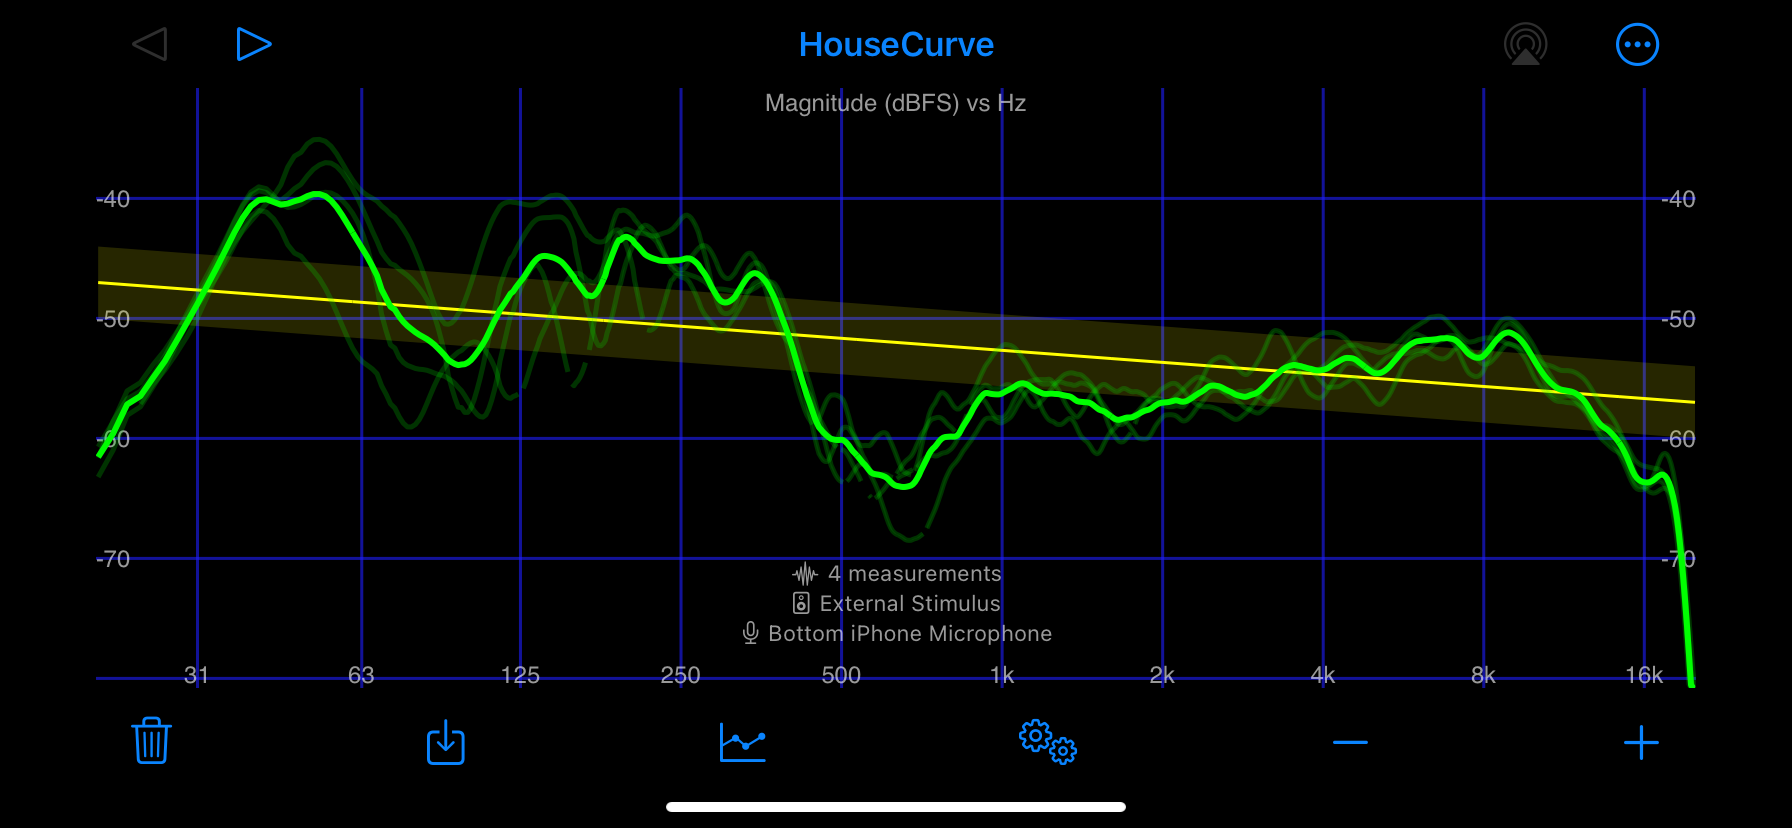 HouseCurve
Magnitude (dBFS) vs Hz
-40 -40
-50 -50
-60 -60
-70 -70
4 measurements
External Stimulus
Bottom iPhone Microphone
31 63 125 250 500 1k 2k 4k 8k 16k